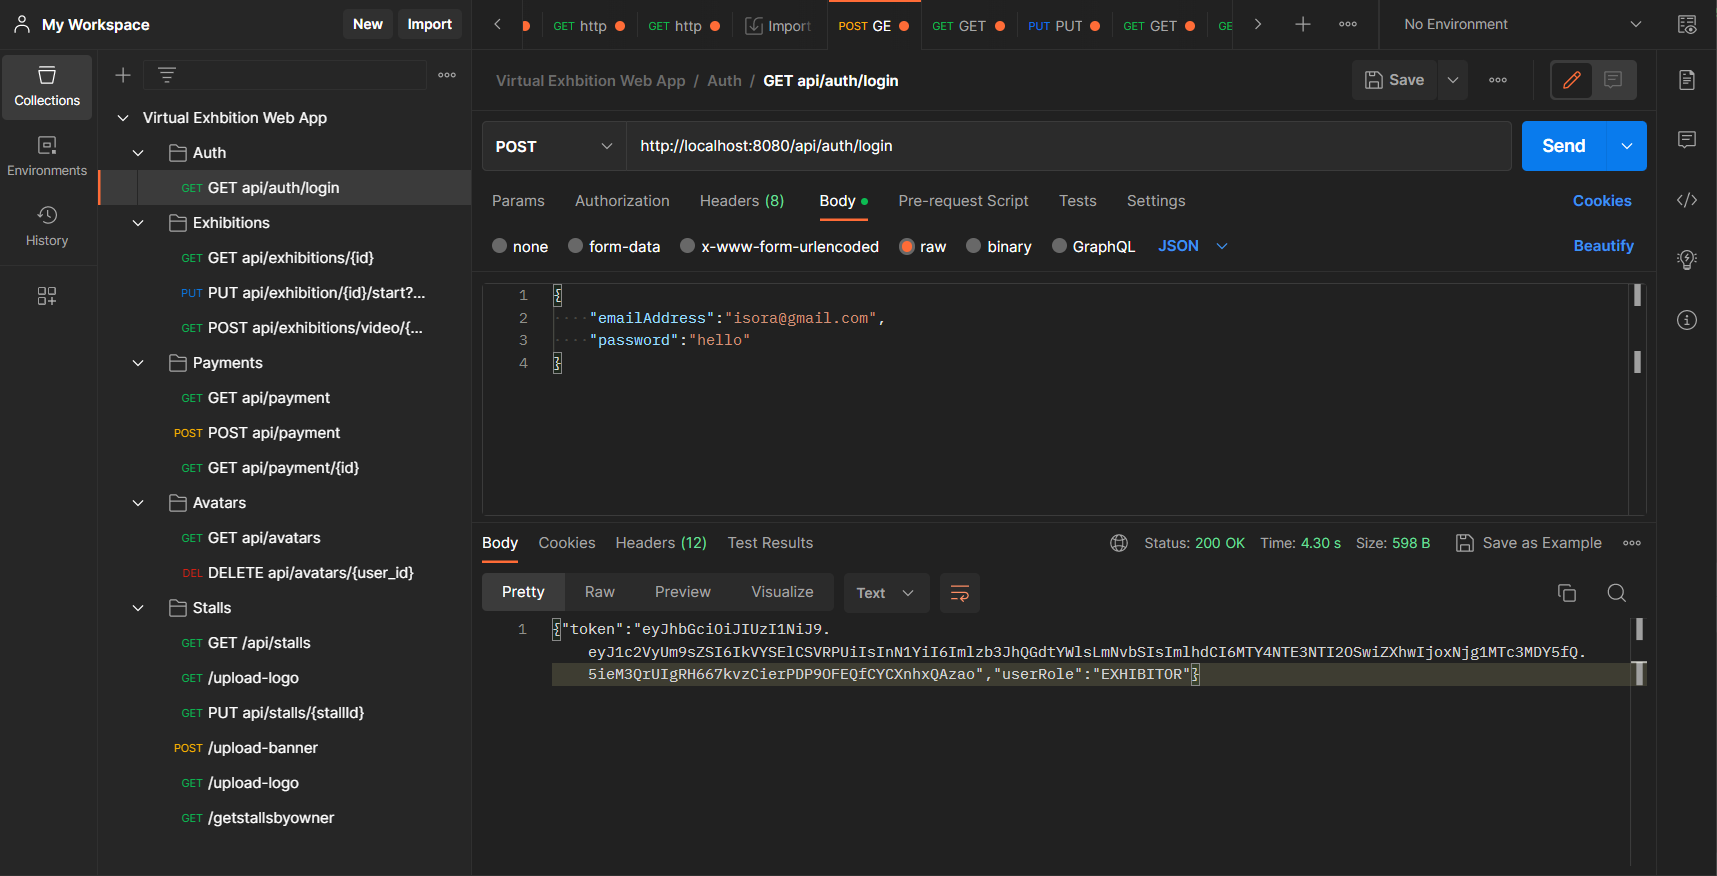 My Workspace
New
Import
GET http
GET http
Import
POST GE
GET GET
PUT PUT
GET GET
GE
No Environment
Collections
Environments
History
Virtual Exhbition Web App
Auth
GET GET api/auth/login
Exhibitions
GET GET api/exhibitions/{id}
PUT PUT api/exhibition/{id}/start?...
GET POST api/exhibitions/video/{...
Payments
GET GET api/payment
POST POST api/payment
GET GET api/payment/{id}
Avatars
GET GET api/avatars
DEL DELETE api/avatars/{user_id}
Stalls
GET GET /api/stalls
GET /upload-logo
GET PUT api/stalls/{stallId}
POST /upload-banner
GET /upload-logo
GET /getstallsbyowner
Virtual Exhbition Web App / Auth / GET api/auth/login
Save
POST
http://localhost:8080/api/auth/login
Send
Params Authorization Headers (8) Body Pre-request Script Tests Settings
Cookies
none form-data x-www-form-urlencoded raw binary GraphQL JSON
Beautify
1 {
2 "emailAddress":"isora@gmail.com",
3 "password":"hello"
4 }
Body Cookies Headers (12) Test Results
Status: 200 OK Time: 4.30 s Size: 598 B Save as Example
Pretty Raw Preview Visualize Text
1 {"token":"eyJhbGciOiJIUzI1NiJ9.
eyJ1c2VyUm9sZSI6IkVYSElCSVRPUiIsInN1YiI6Imlzb3JhQGdtYWlsLmNvbSIsImlhdCI6MTY4NTE3NTI2OSwiZXhwIjoxNjg1MTc3MDY5fQ.
5ieM3QrUIgRH667kvzCierPDP9OFEQfCYCXnhxQAzao","userRole":"EXHIBITOR"}